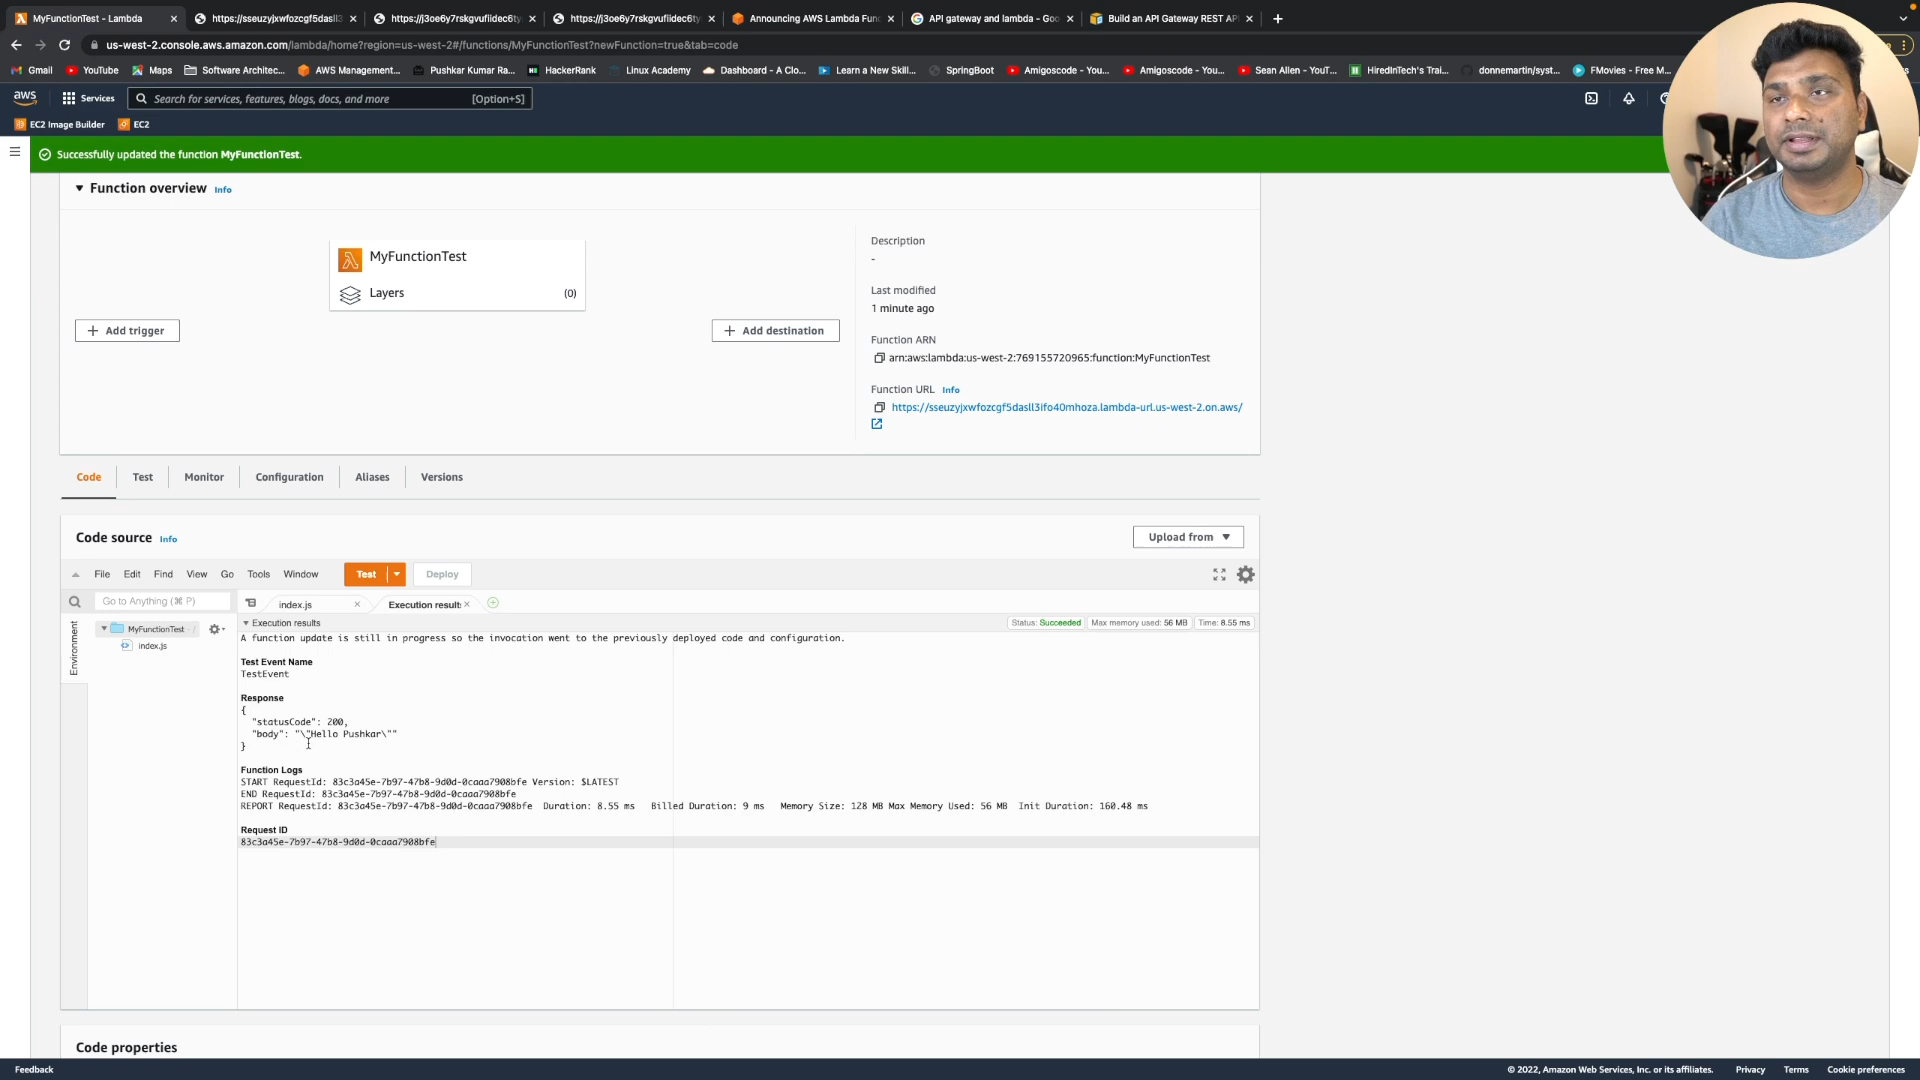 MyFunctionTest - Lambda
https://sseuzyjxwfozcgf5dasll3
https://j3oe6y7rskgvufiidec6ty
https://j3oe6y7rskgvufiidec6ty
Announcing AWS Lambda Func
API gateway and lambda - Goo
Build an API Gateway REST API
us-west-2.console.aws.amazon.com/lambda/home?region=us-west-2#/functions/MyFunctionTest?newFunction=true&tab=code
Gmail
YouTube
Maps
Software Architec...
AWS Management...
Pushkar Kumar Ra...
HackerRank
Linux Academy
Dashboard - A Clo...
Learn a New Skill...
SpringBoot
Amigoscode - You...
Amigoscode - You...
Sean Allen - YouT...
HiredInTech's Trai...
donnemartin/syst...
FMovies - Free M...
aws
Services
Search for services, features, blogs, docs, and more
[Option+S]
EC2 Image Builder
EC2
Successfully updated the function MyFunctionTest.
Function overview Info
MyFunctionTest
Layers (0)
+ Add trigger
+ Add destination
Description
-
Last modified
1 minute ago
Function ARN
arn:aws:lambda:us-west-2:769155720965:function:MyFunctionTest
Function URL Info
https://sseuzyjxwfozcgf5dasll3ifo40mhoza.lambda-url.us-west-2.on.aws/
Code
Test
Monitor
Configuration
Aliases
Versions
Code source Info
Upload from
File Edit Find View Go Tools Window
Test
Deploy
Go to Anything (⌘ P)
index.js
Execution results
Environment
MyFunctionTest - /
index.js
Execution results
Status: Succeeded
Max memory used: 56 MB
Time: 8.55 ms
A function update is still in progress so the invocation went to the previously deployed code and configuration.
Test Event Name
TestEvent
Response
{
"statusCode": 200,
"body": "\"Hello Pushkar\""
}
Function Logs
START RequestId: 83c3a45e-7b97-47b8-9d0d-0caaa7908bfe Version: $LATEST
END RequestId: 83c3a45e-7b97-47b8-9d0d-0caaa7908bfe
REPORT RequestId: 83c3a45e-7b97-47b8-9d0d-0caaa7908bfe Duration: 8.55 ms Billed Duration: 9 ms Memory Size: 128 MB Max Memory Used: 56 MB Init Duration: 160.48 ms
Request ID
83c3a45e-7b97-47b8-9d0d-0caaa7908bfe
Code properties
Feedback
© 2022, Amazon Web Services, Inc. or its affiliates.
Privacy
Terms
Cookie preferences